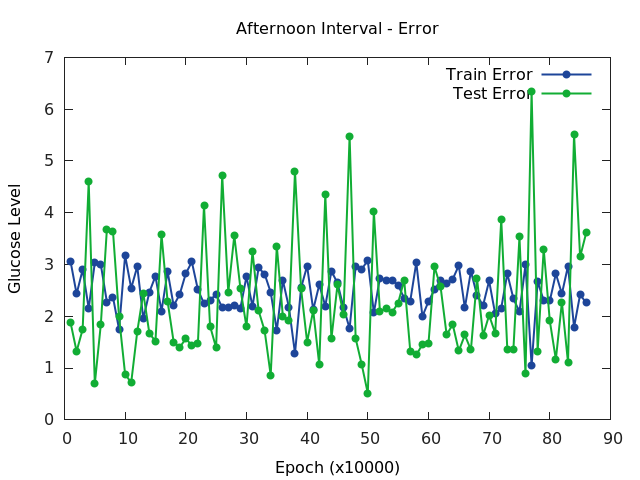 Afternoon Interval - Error
Train Error
Test Error
Glucose Level
7
6
5
4
3
2
1
0
0 10 20 30 40 50 60 70 80 90
Epoch (x10000)